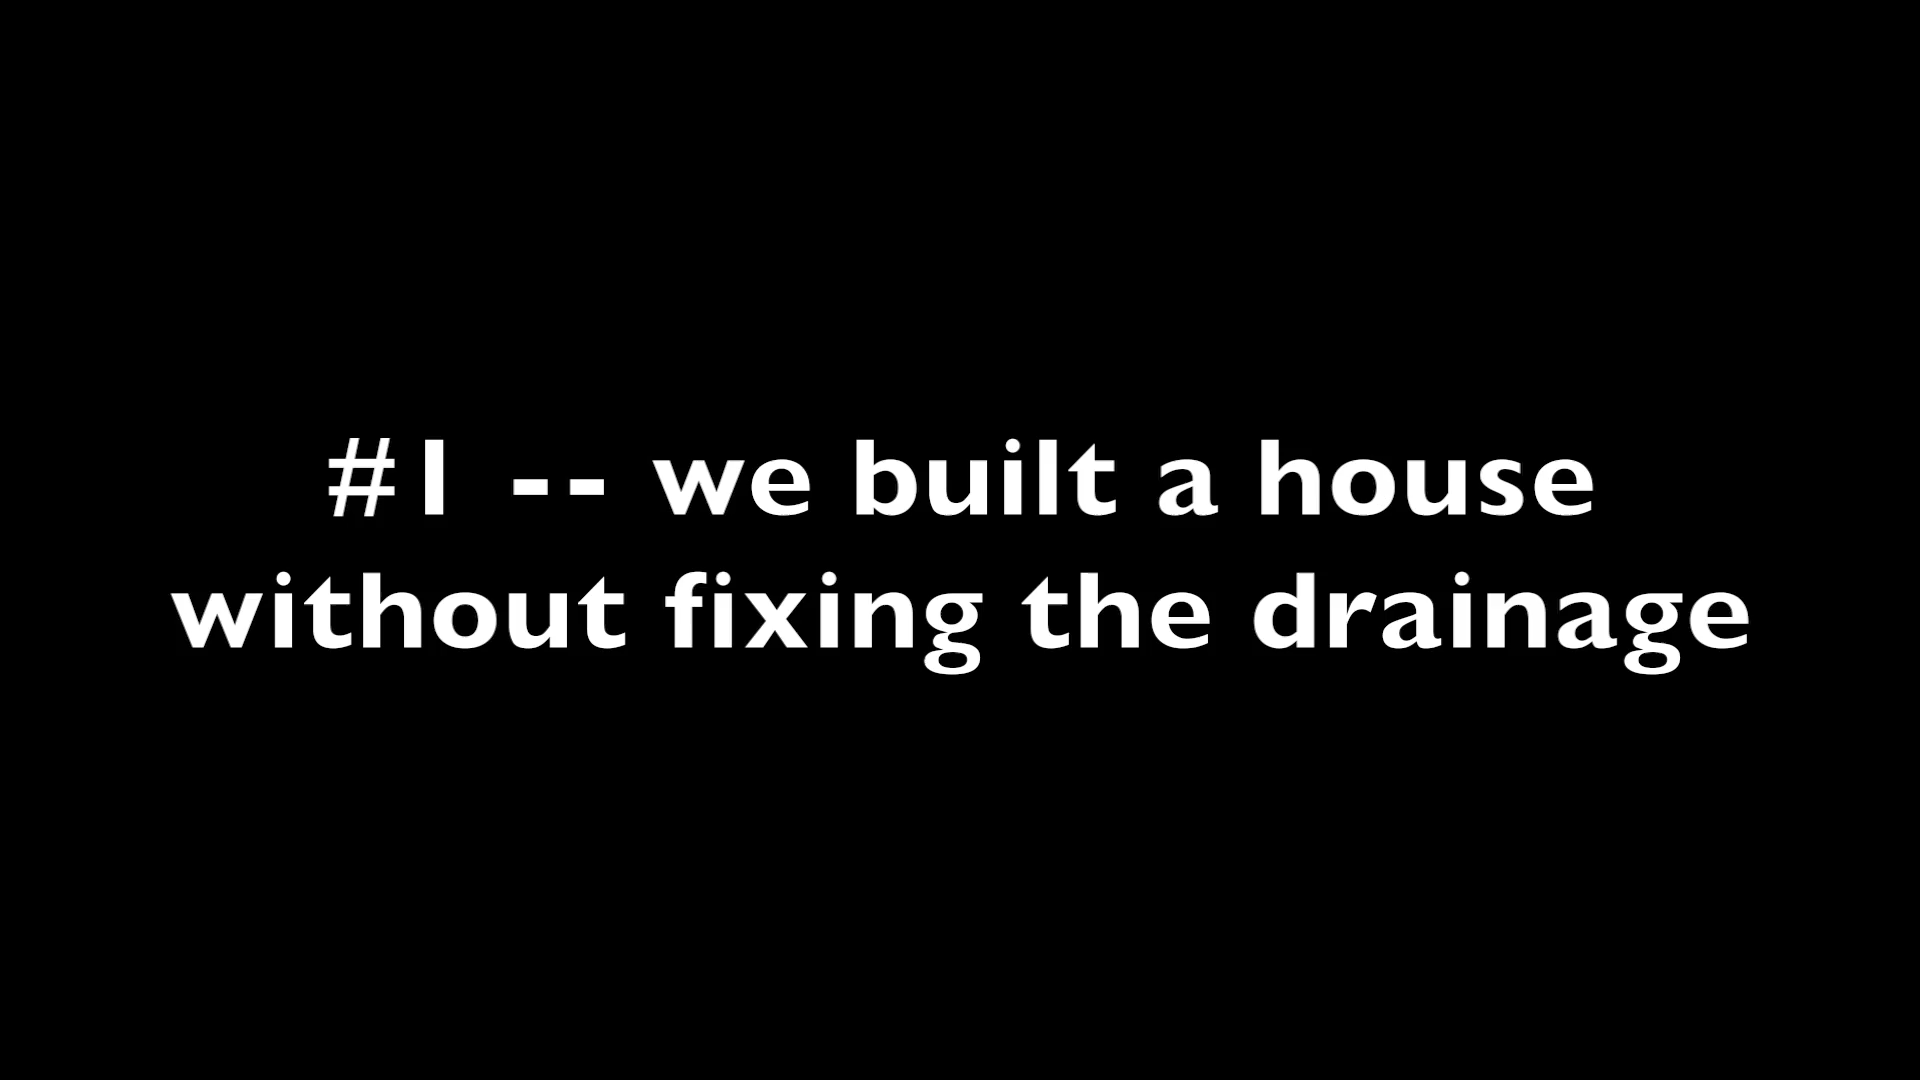 #1 -- we built a house
without fixing the drainage